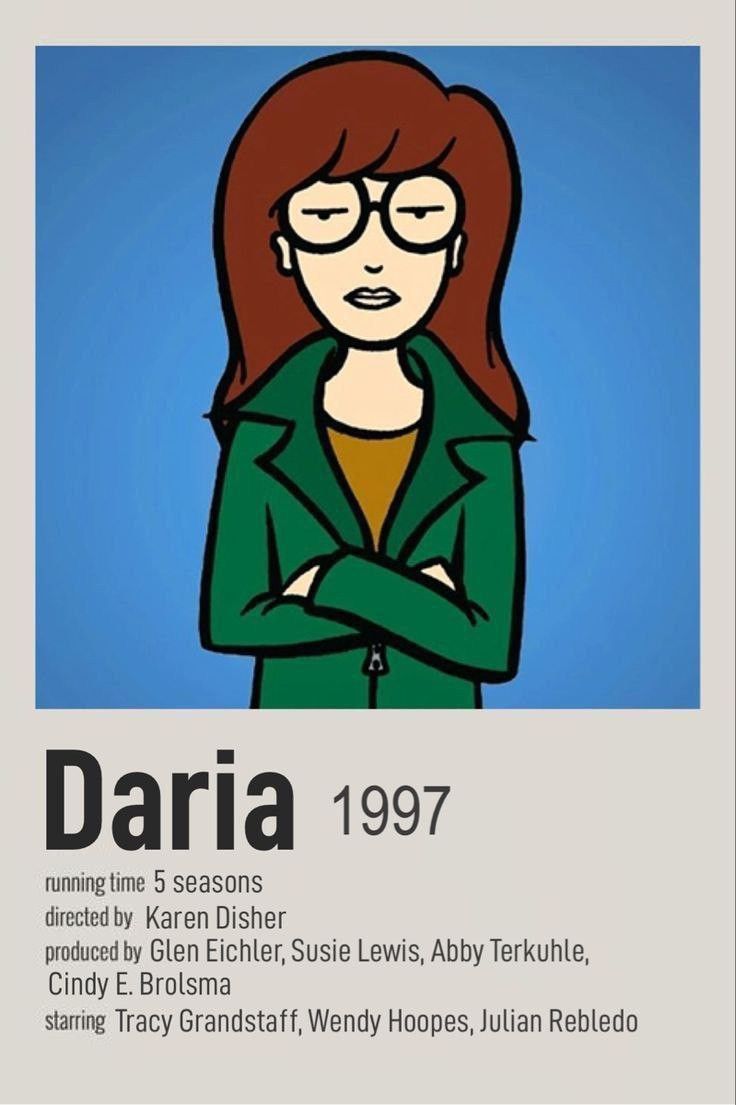 Daria 1997
running time 5 seasons
directed by Karen Disher
produced by Glen Eichler, Susie Lewis, Abby Terkuhle,
Cindy E. Brolsma
starring Tracy Grandstaff, Wendy Hoopes, Julian Rebledo